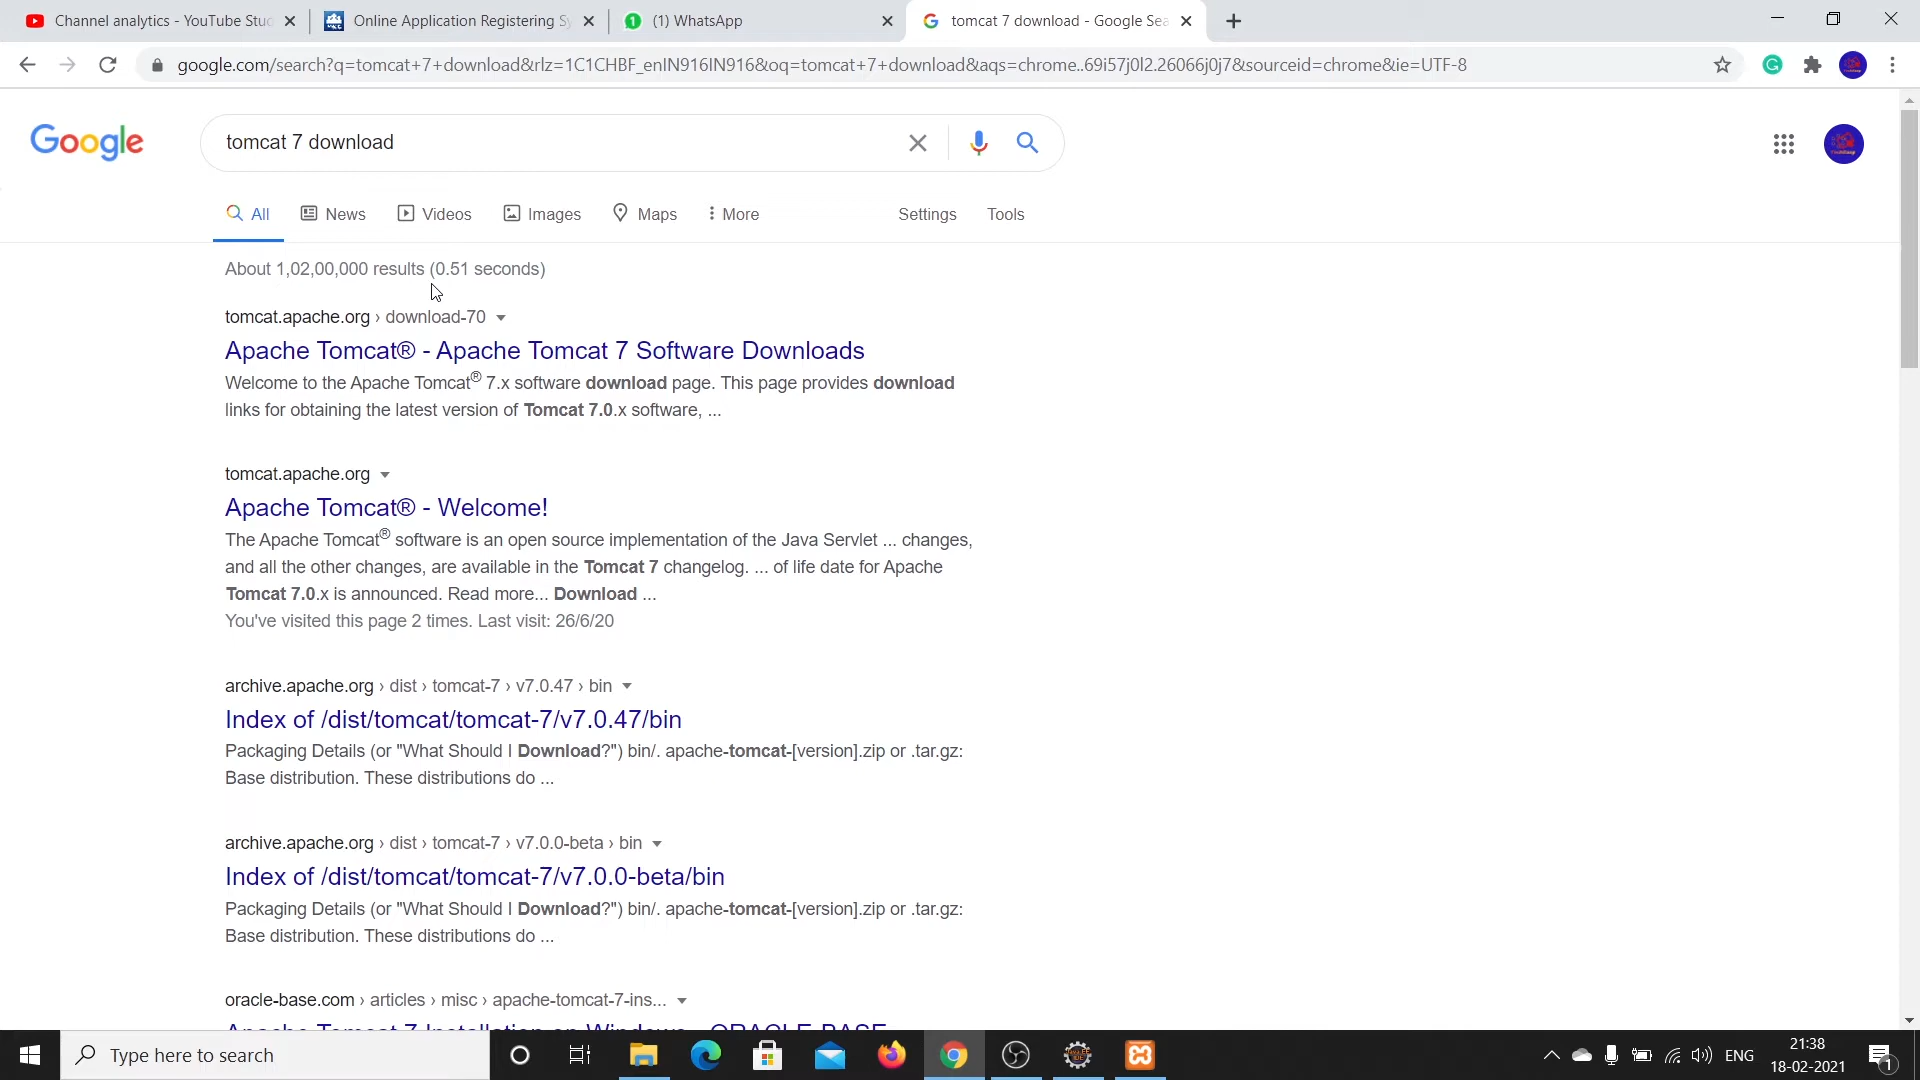 Channel analytics - YouTube Stud
Online Application Registering Sy
(1) WhatsApp
tomcat 7 download - Google Sea
google.com/search?q=tomcat+7+download&rlz=1C1CHBF_enIN916IN916&oq=tomcat+7+download&aqs=chrome..69i57j0l2.26066j0j7&sourceid=chrome&ie=UTF-8
Google
tomcat 7 download
All
News
Videos
Images
Maps
More
Settings
Tools
About 1,02,00,000 results (0.51 seconds)
tomcat.apache.org › download-70
Apache Tomcat® - Apache Tomcat 7 Software Downloads
Welcome to the Apache Tomcat® 7.x software download page. This page provides download
links for obtaining the latest version of Tomcat 7.0.x software, ...
tomcat.apache.org
Apache Tomcat® - Welcome!
The Apache Tomcat® software is an open source implementation of the Java Servlet ... changes,
and all the other changes, are available in the Tomcat 7 changelog. ... of life date for Apache
Tomcat 7.0.x is announced. Read more... Download ...
You've visited this page 2 times. Last visit: 26/6/20
archive.apache.org › dist › tomcat-7 › v7.0.47 › bin
Index of /dist/tomcat/tomcat-7/v7.0.47/bin
Packaging Details (or "What Should I Download?") bin/. apache-tomcat-[version].zip or .tar.gz:
Base distribution. These distributions do ...
archive.apache.org › dist › tomcat-7 › v7.0.0-beta › bin
Index of /dist/tomcat/tomcat-7/v7.0.0-beta/bin
Packaging Details (or "What Should I Download?") bin/. apache-tomcat-[version].zip or .tar.gz:
Base distribution. These distributions do ...
oracle-base.com › articles › misc › apache-tomcat-7-ins...
Apache Tomcat 7 Installation on Windows - ORACLE-BASE
Type here to search
ENG
21:38
18-02-2021
1